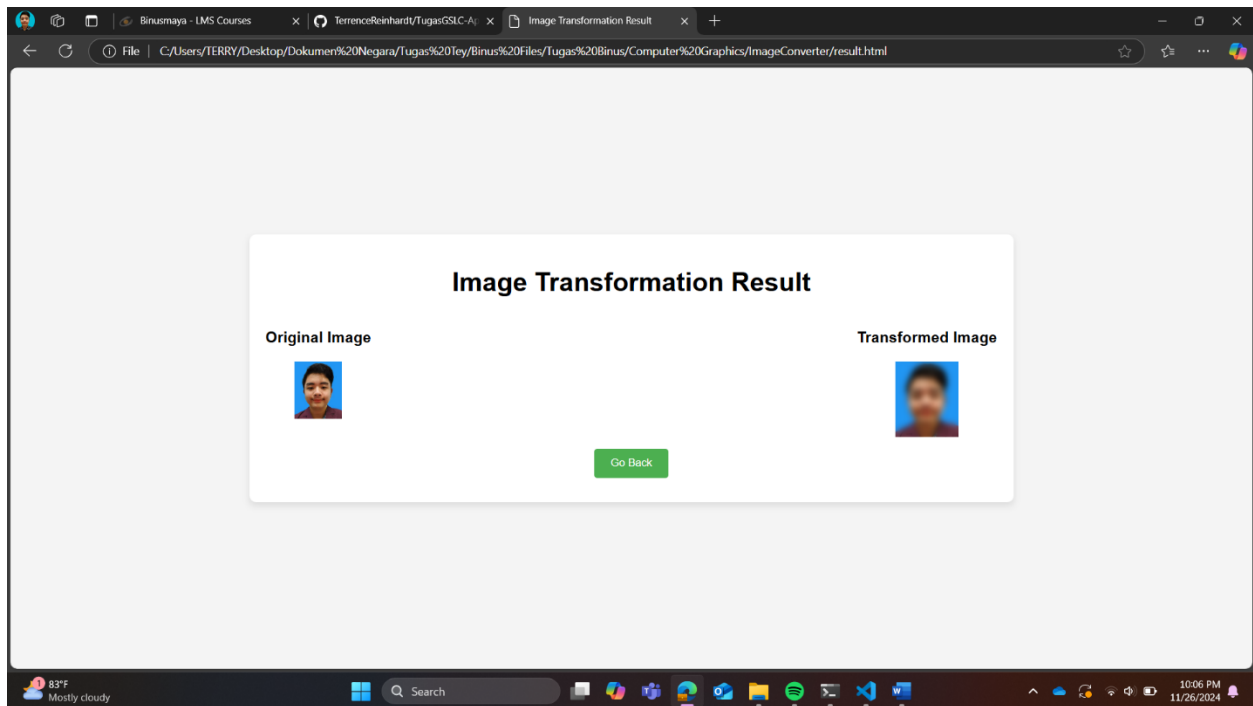 Binusmaya - LMS Courses
TerrenceReinhardt/TugasGSLC-Ap
Image Transformation Result
File | C:/Users/TERRY/Desktop/Dokumen%20Negara/Tugas%20Tey/Binus%20Files/Tugas%20Binus/Computer%20Graphics/ImageConverter/result.html
Image Transformation Result
Original Image
Transformed Image
Go Back
1
83°F
Mostly cloudy
Search
10:06 PM
11/26/2024